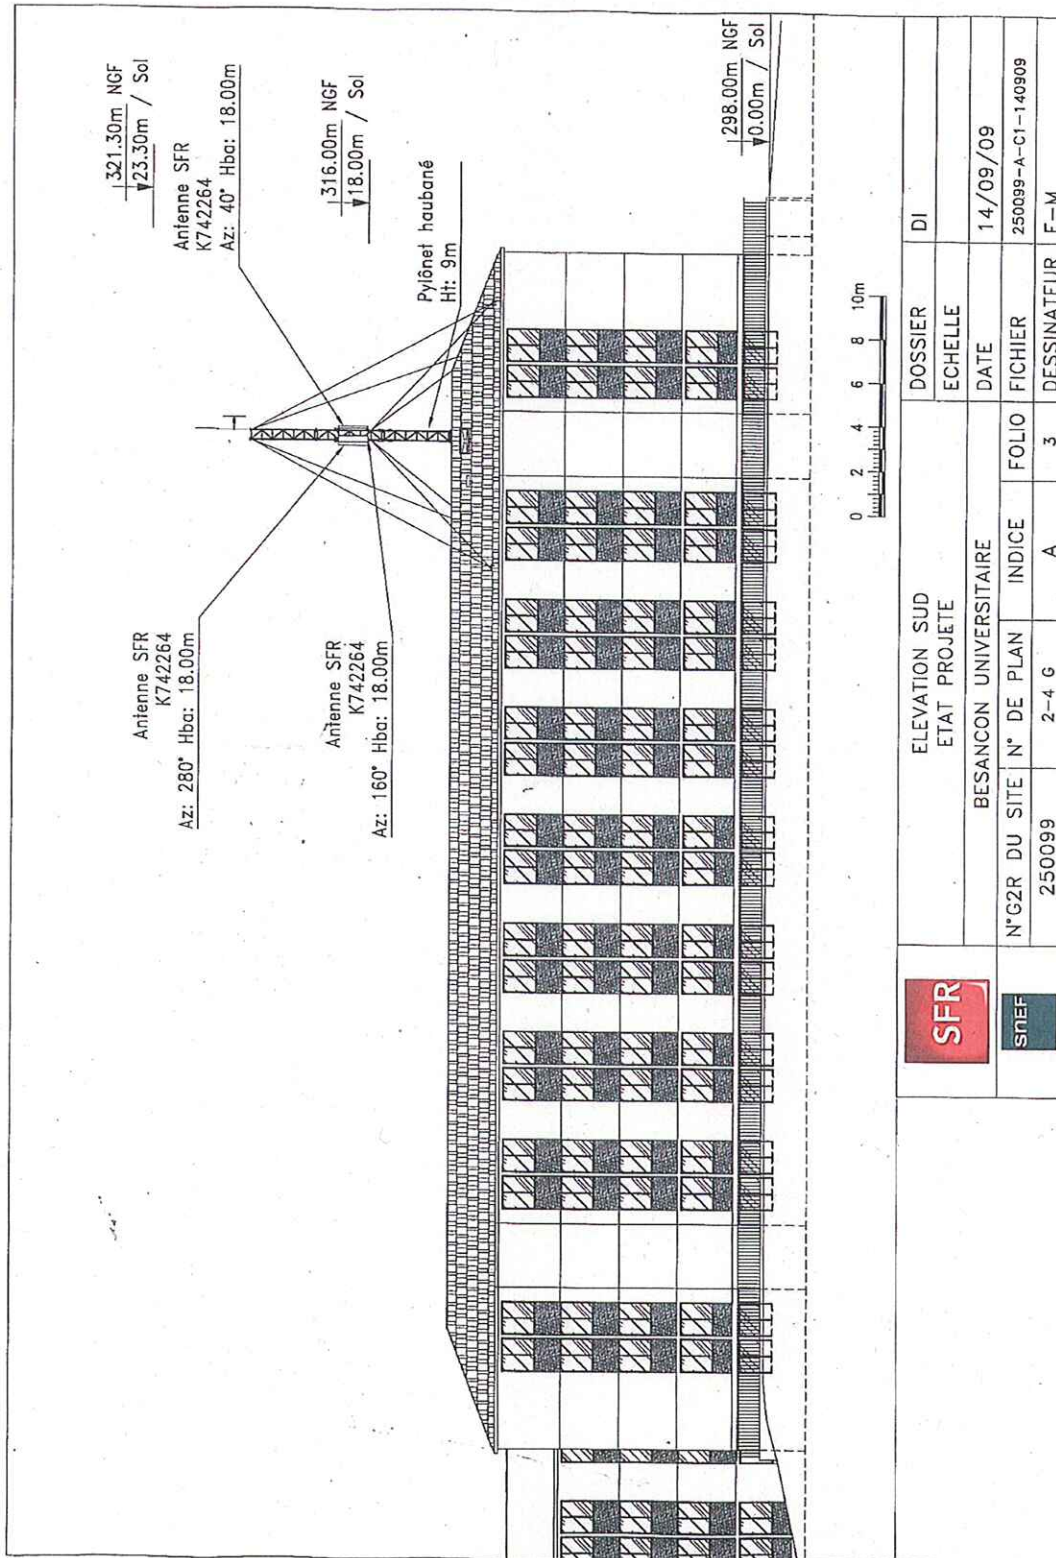 321.30m NGF
23.30m / Sol
Antenne SFR
K742264
Az: 40° Hba: 18.00m
316.00m NGF
18.00m / Sol
Pylônet haubané
Ht: 9m
298.00m NGF
0.00m / Sol
Antenne SFR
K742264
Az: 280° Hba: 18.00m
Antenne SFR
K742264
Az: 160° Hba: 18.00m
0 2 4 6 8 10m
SFR
snef
ELEVATION SUD
ETAT PROJETE
DOSSIER DI
ECHELLE
BESANCON UNIVERSITAIRE
DATE 14/09/09
N°G2R DU SITE N° DE PLAN INDICE FOLIO FICHIER 250099-A-C1-140909
250099 2-4 G A 3 DESSINATEUR F-M